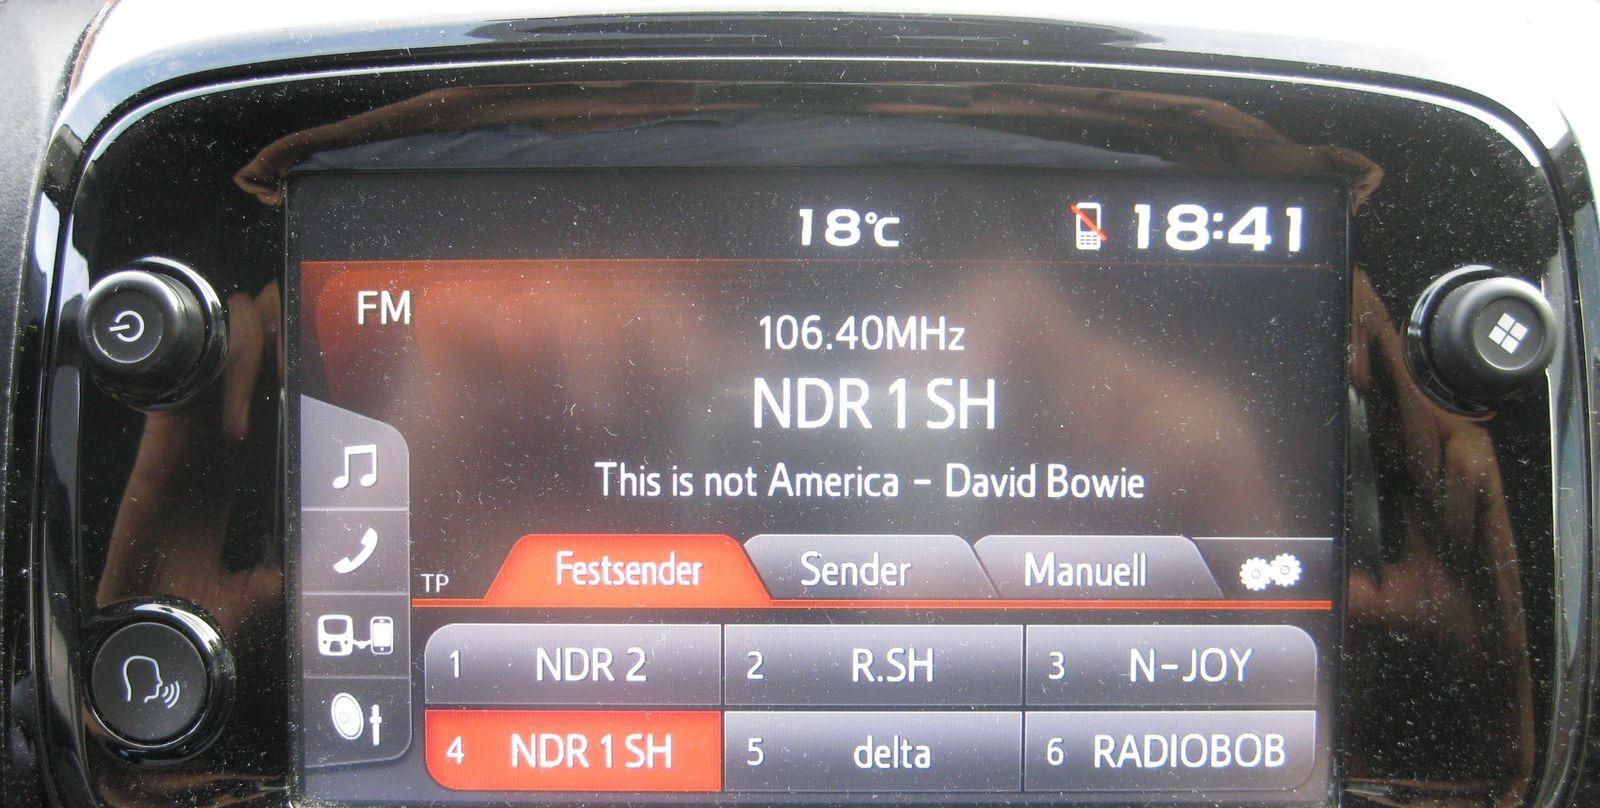 18°C 18:41
FM
106.40MHz
NDR 1 SH
This is not America - David Bowie
TP
Festsender Sender Manuell
1 NDR 2 2 R.SH 3 N-JOY
4 NDR 1 SH 5 delta 6 RADIOBOB